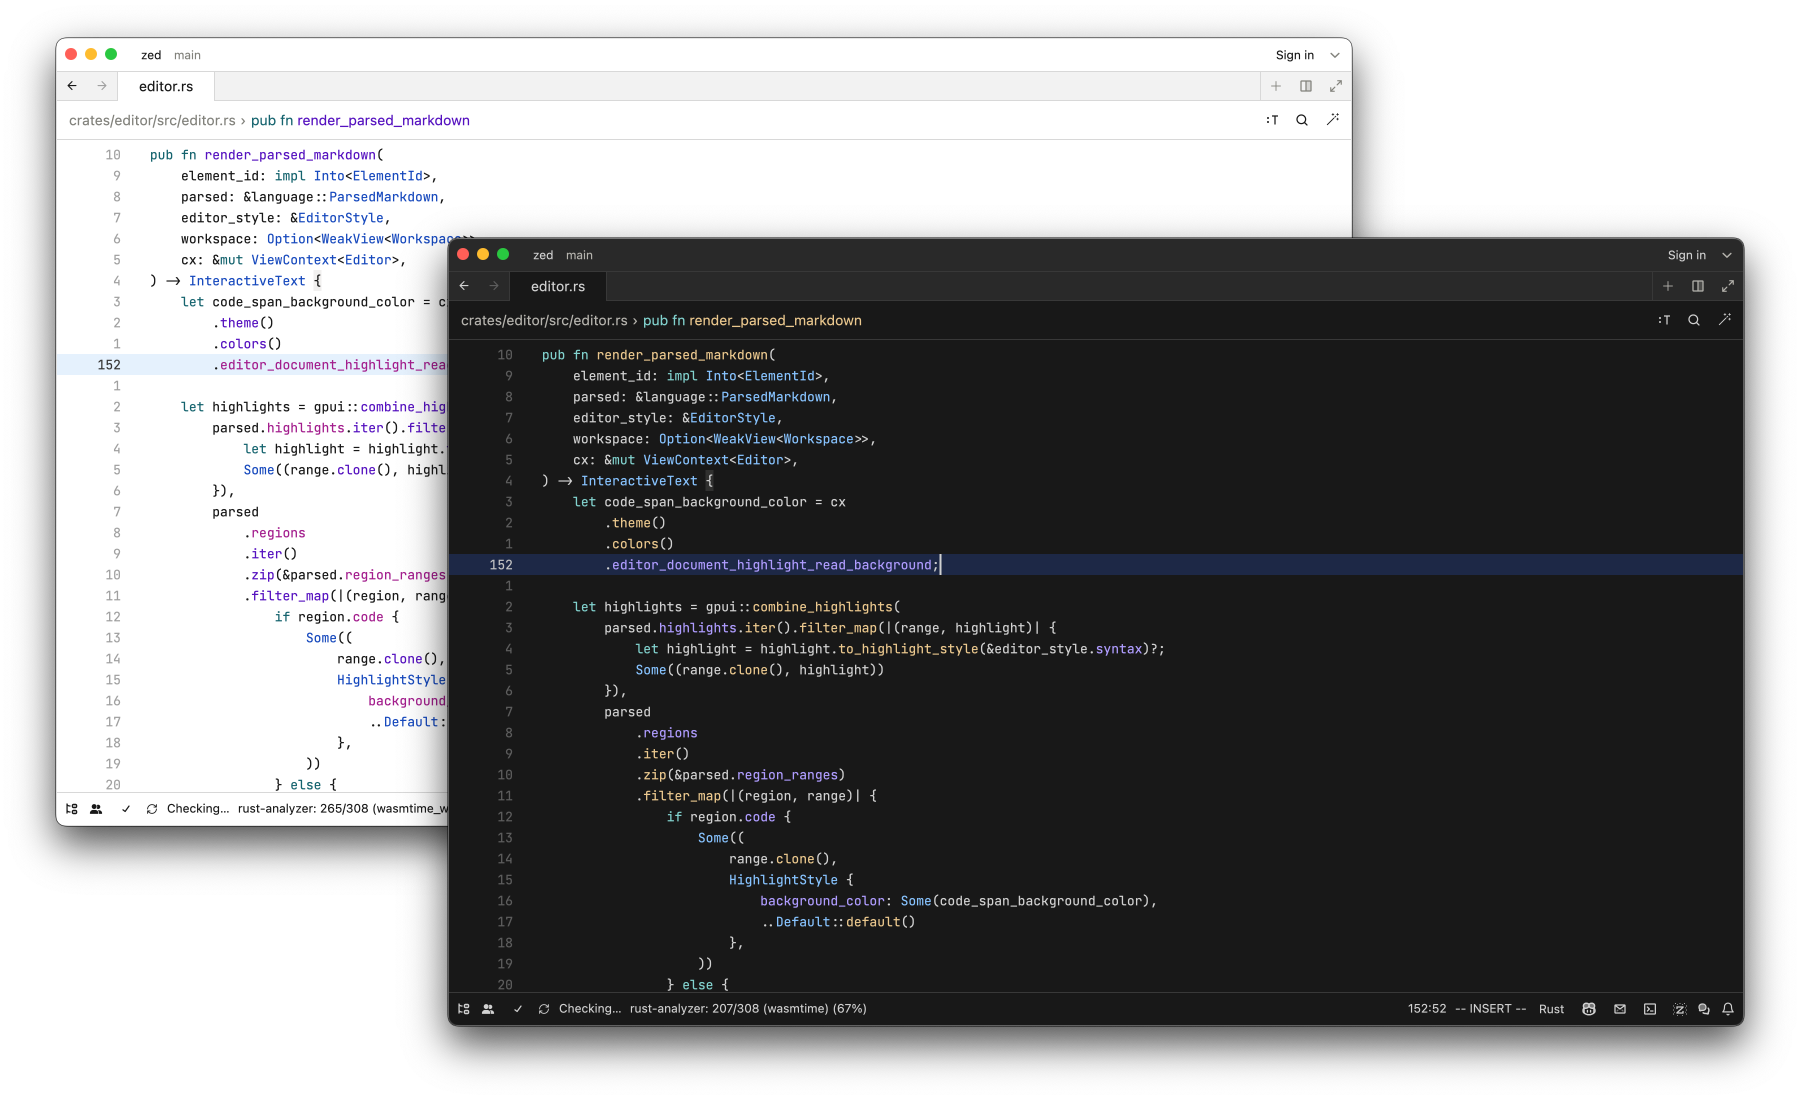 zed main
Sign in
editor.rs
crates/editor/src/editor.rs › pub fn render_parsed_markdown
:T
10 pub fn render_parsed_markdown(
9 element_id: impl Into<ElementId>,
8 parsed: &language::ParsedMarkdown,
7 editor_style: &EditorStyle,
6 workspace: Option<WeakView<Workspace>>
5 cx: &mut ViewContext<Editor>,
4 ) -> InteractiveText {
3 let code_span_background_color = c
2 .theme()
1 .colors()
152 .editor_document_highlight_rea
1
2 let highlights = gpui::combine_hig
3 parsed.highlights.iter().filte
4 let highlight = highlight.
5 Some((range.clone(), highl
6 }),
7 parsed
8 .regions
9 .iter()
10 .zip(&parsed.region_ranges
11 .filter_map(|(region, rang
12 if region.code {
13 Some((
14 range.clone(),
15 HighlightStyle
16 background
17 ..Default:
18 },
19 ))
20 } else {
Checking... rust-analyzer: 265/308 (wasmtime_w
zed main
Sign in
editor.rs
crates/editor/src/editor.rs › pub fn render_parsed_markdown
:T
10 pub fn render_parsed_markdown(
9 element_id: impl Into<ElementId>,
8 parsed: &language::ParsedMarkdown,
7 editor_style: &EditorStyle,
6 workspace: Option<WeakView<Workspace>>,
5 cx: &mut ViewContext<Editor>,
4 ) -> InteractiveText {
3 let code_span_background_color = cx
2 .theme()
1 .colors()
152 .editor_document_highlight_read_background;
1
2 let highlights = gpui::combine_highlights(
3 parsed.highlights.iter().filter_map(|(range, highlight)| {
4 let highlight = highlight.to_highlight_style(&editor_style.syntax)?;
5 Some((range.clone(), highlight))
6 }),
7 parsed
8 .regions
9 .iter()
10 .zip(&parsed.region_ranges)
11 .filter_map(|(region, range)| {
12 if region.code {
13 Some((
14 range.clone(),
15 HighlightStyle {
16 background_color: Some(code_span_background_color),
17 ..Default::default()
18 },
19 ))
20 } else {
Checking... rust-analyzer: 207/308 (wasmtime) (67%)
152:52 -- INSERT -- Rust